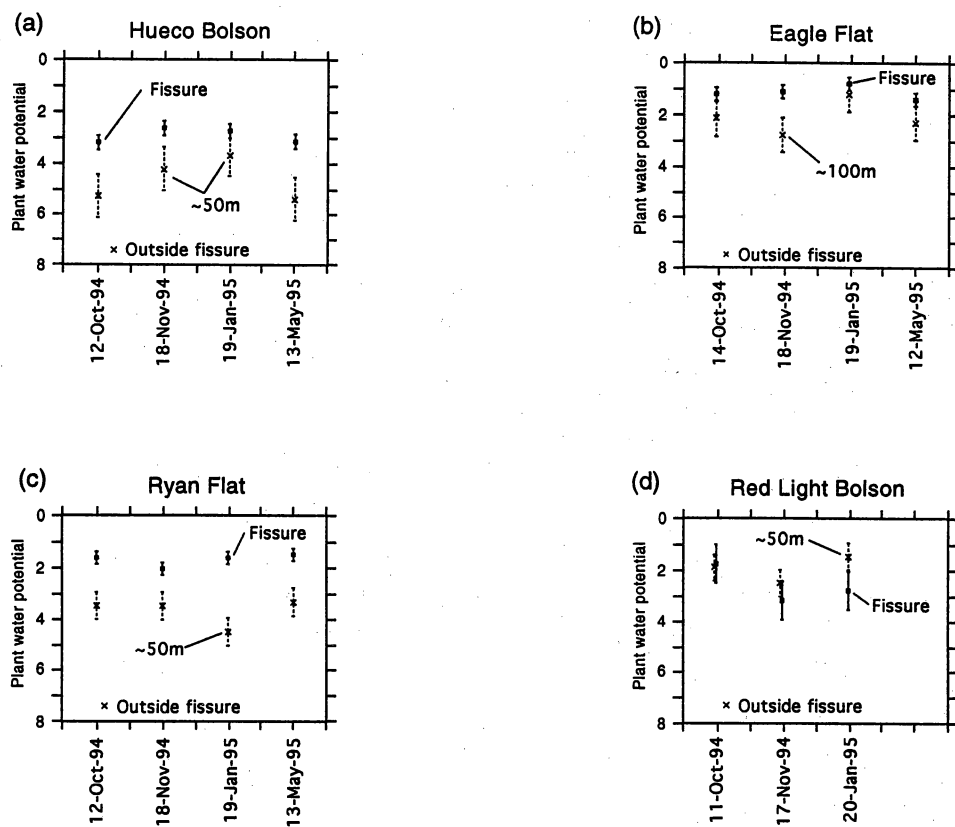 (a)
Hueco Bolson
0
2
4
6
8
Plant water potential
Fissure
~50m
× Outside fissure
12-Oct-94
18-Nov-94
19-Jan-95
13-May-95
(b)
Eagle Flat
0
2
4
6
8
Plant water potential
Fissure
~100m
× Outside fissure
14-Oct-94
18-Nov-94
19-Jan-95
12-May-95
(c)
Ryan Flat
0
2
4
6
8
Plant water potential
Fissure
~50m
× Outside fissure
12-Oct-94
18-Nov-94
19-Jan-95
13-May-95
(d)
Red Light Bolson
0
2
4
6
8
Plant water potential
~50m
Fissure
× Outside fissure
11-Oct-94
17-Nov-94
20-Jan-95